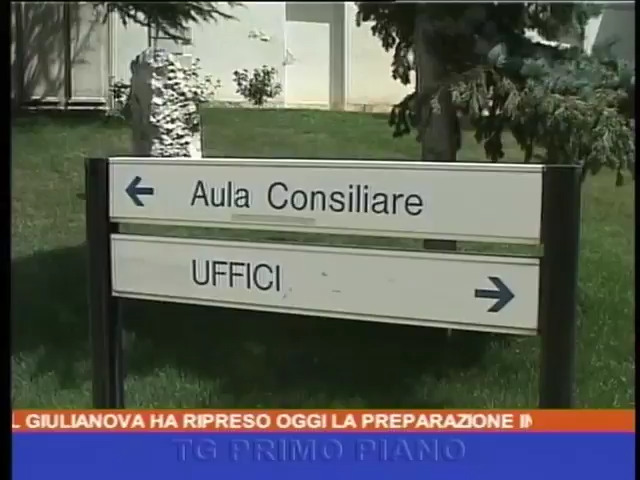 Aula Consiliare
UFFICI
GIULIANOVA HA RIPRESO OGGI LA PREPARAZIONE
TG PRIMO PIANO